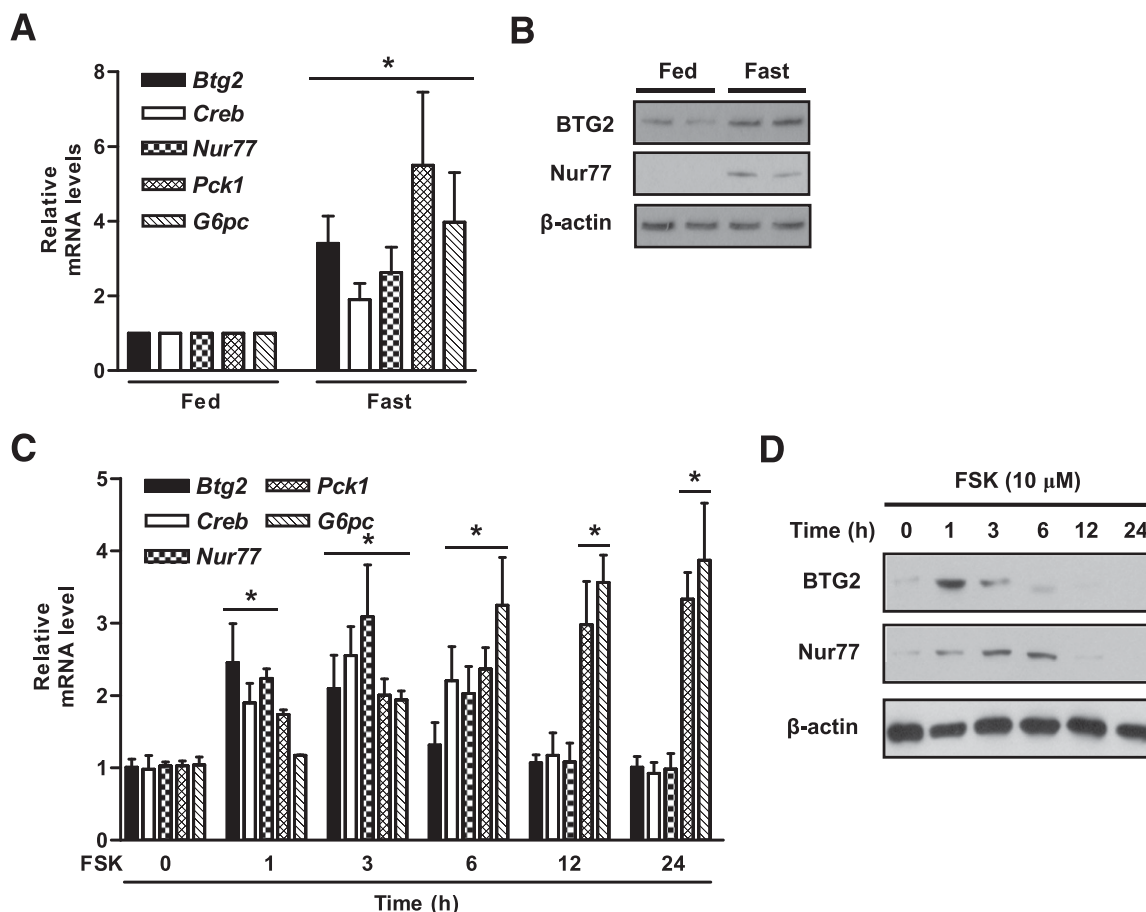 A
8
6
4
2
0
Relative
mRNA levels
Btg2
Creb
Nur77
Pck1
G6pc
*
Fed
Fast
B
Fed Fast
BTG2
Nur77
β-actin
C
5
4
3
2
1
0
Relative
mRNA level
Btg2 Pck1
Creb G6pc
Nur77
* * * * *
FSK 0 1 3 6 12 24
Time (h)
D
FSK (10 μM)
Time (h) 0 1 3 6 12 24
BTG2
Nur77
β-actin